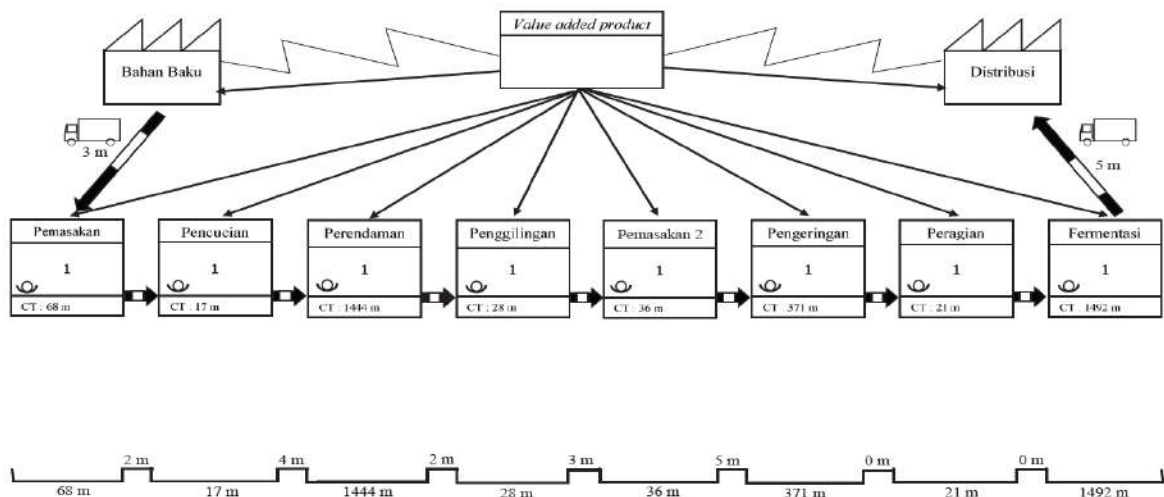 Value added product
Bahan Baku
Distribusi
3 m
5 m
Pemasakan
1
CT : 68 m
Pencucian
1
CT : 17 m
Perendaman
1
CT : 1444 m
Penggilingan
1
CT : 28 m
Pemasakan 2
1
CT : 36 m
Pengeringan
1
CT : 371 m
Peragian
1
CT : 21 m
Fermentasi
1
CT : 1492 m
2 m
4 m
2 m
3 m
5 m
0 m
0 m
68 m
17 m
1444 m
28 m
36 m
371 m
21 m
1492 m